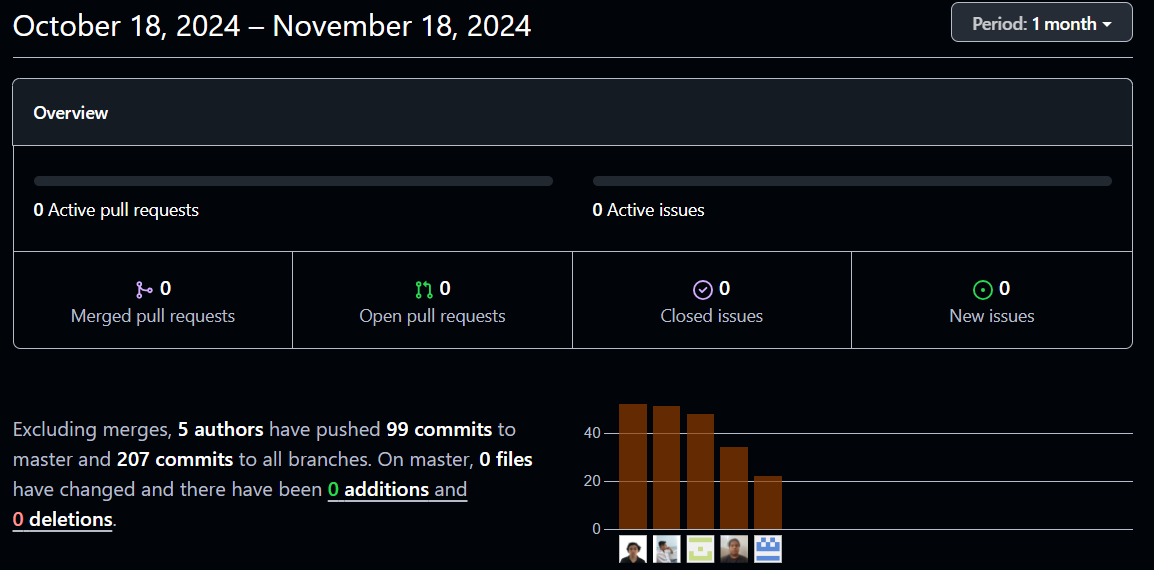 October 18, 2024 – November 18, 2024
Period: 1 month
Overview
0 Active pull requests
0 Active issues
0
Merged pull requests
0
Open pull requests
0
Closed issues
0
New issues
Excluding merges, 5 authors have pushed 99 commits to
master and 207 commits to all branches. On master, 0 files
have changed and there have been 0 additions and
0 deletions.
40
20
0